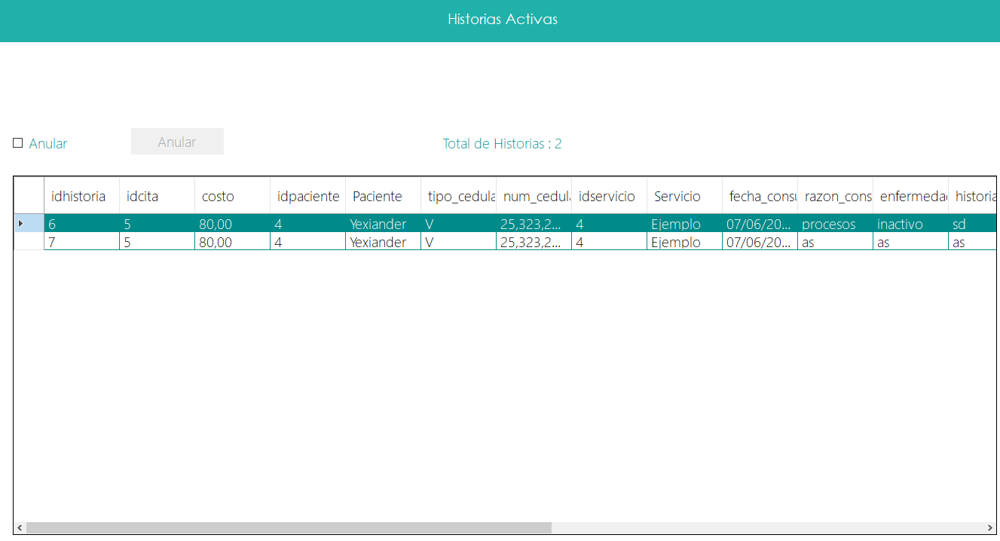 Historias Activas
Anular Anular Total de Historias : 2
idhistoria idcita costo idpaciente Paciente tipo_cedula num_cedul idservicio Servicio fecha_consu razon_cons enfermedad historia
6 5 80,00 4 Yexiander V 25,323,2... 4 Ejemplo 07/06/20... procesos inactivo sd
7 5 80,00 4 Yexiander V 25,323,2... 4 Ejemplo 07/06/20... as as as